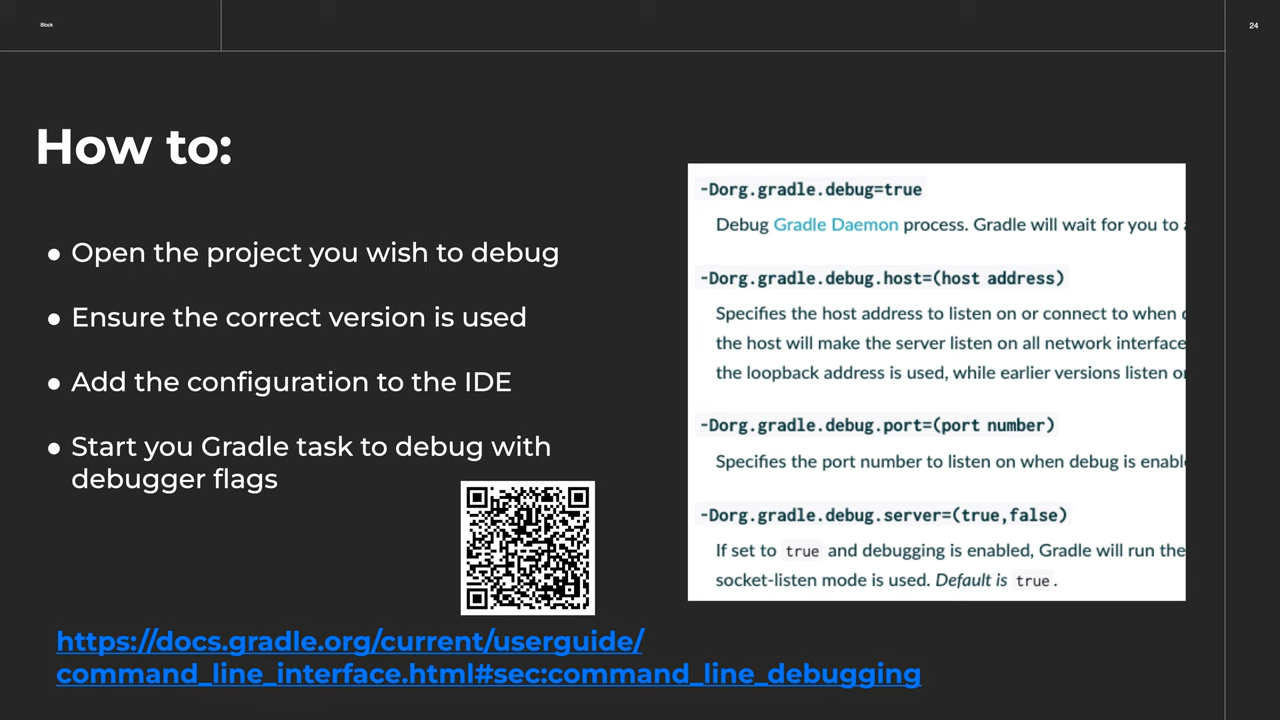 Block
24
How to:
● Open the project you wish to debug
● Ensure the correct version is used
● Add the configuration to the IDE
● Start you Gradle task to debug with
debugger flags
https://docs.gradle.org/current/userguide/
command_line_interface.html#sec:command_line_debugging
-Dorg.gradle.debug=true
Debug Gradle Daemon process. Gradle will wait for you to
-Dorg.gradle.debug.host=(host address)
Specifies the host address to listen on or connect to when
the host will make the server listen on all network interface
the loopback address is used, while earlier versions listen
-Dorg.gradle.debug.port=(port number)
Specifies the port number to listen on when debug is enabl
-Dorg.gradle.debug.server=(true,false)
If set to true and debugging is enabled, Gradle will run the
socket-listen mode is used. Default is true.